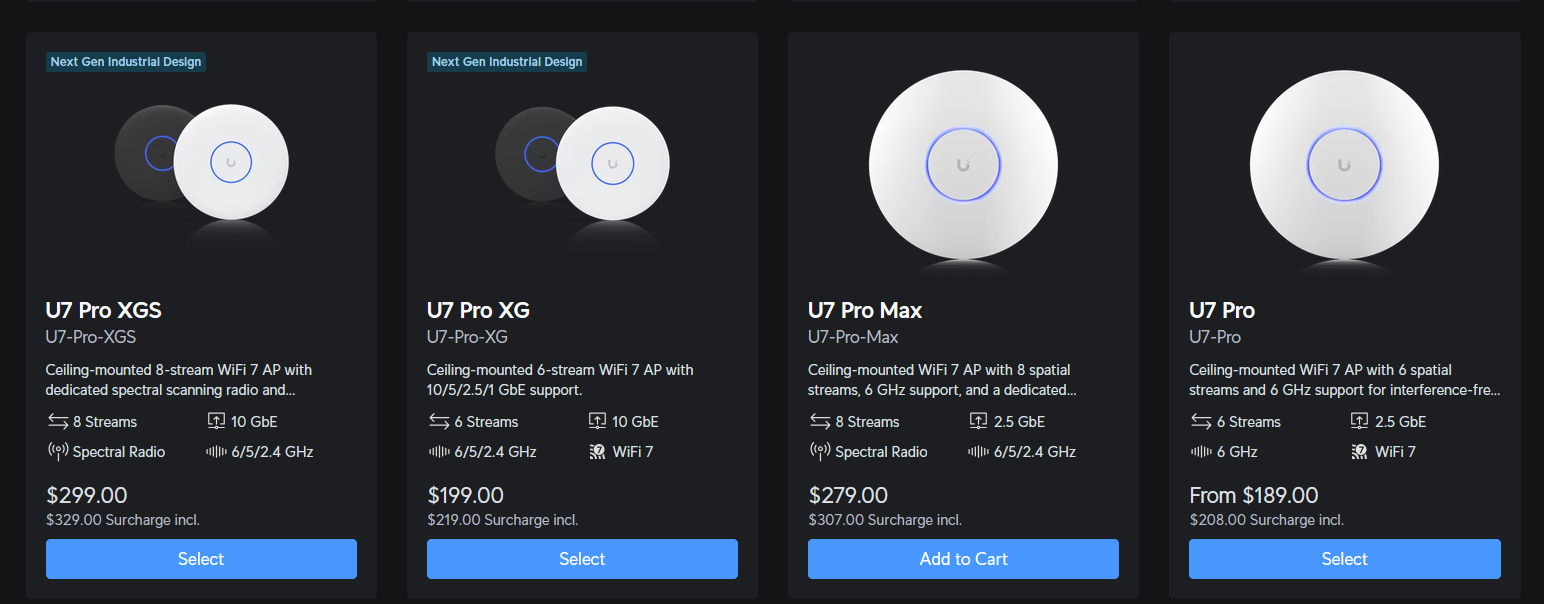 Next Gen Industrial Design
U7 Pro XGS
U7-Pro-XGS
Ceiling-mounted 8-stream WiFi 7 AP with
dedicated spectral scanning radio and...
8 Streams
10 GbE
Spectral Radio
6/5/2.4 GHz
$299.00
$329.00 Surcharge incl.
Select
Next Gen Industrial Design
U7 Pro XG
U7-Pro-XG
Ceiling-mounted 6-stream WiFi 7 AP with
10/5/2.5/1 GbE support.
6 Streams
10 GbE
6/5/2.4 GHz
WiFi 7
$199.00
$219.00 Surcharge incl.
Select
U7 Pro Max
U7-Pro-Max
Ceiling-mounted WiFi 7 AP with 8 spatial
streams, 6 GHz support, and a dedicated...
8 Streams
2.5 GbE
Spectral Radio
6/5/2.4 GHz
$279.00
$307.00 Surcharge incl.
Add to Cart
U7 Pro
U7-Pro
Ceiling-mounted WiFi 7 AP with 6 spatial
streams and 6 GHz support for interference-fre...
6 Streams
2.5 GbE
6 GHz
WiFi 7
From $189.00
$208.00 Surcharge incl.
Select